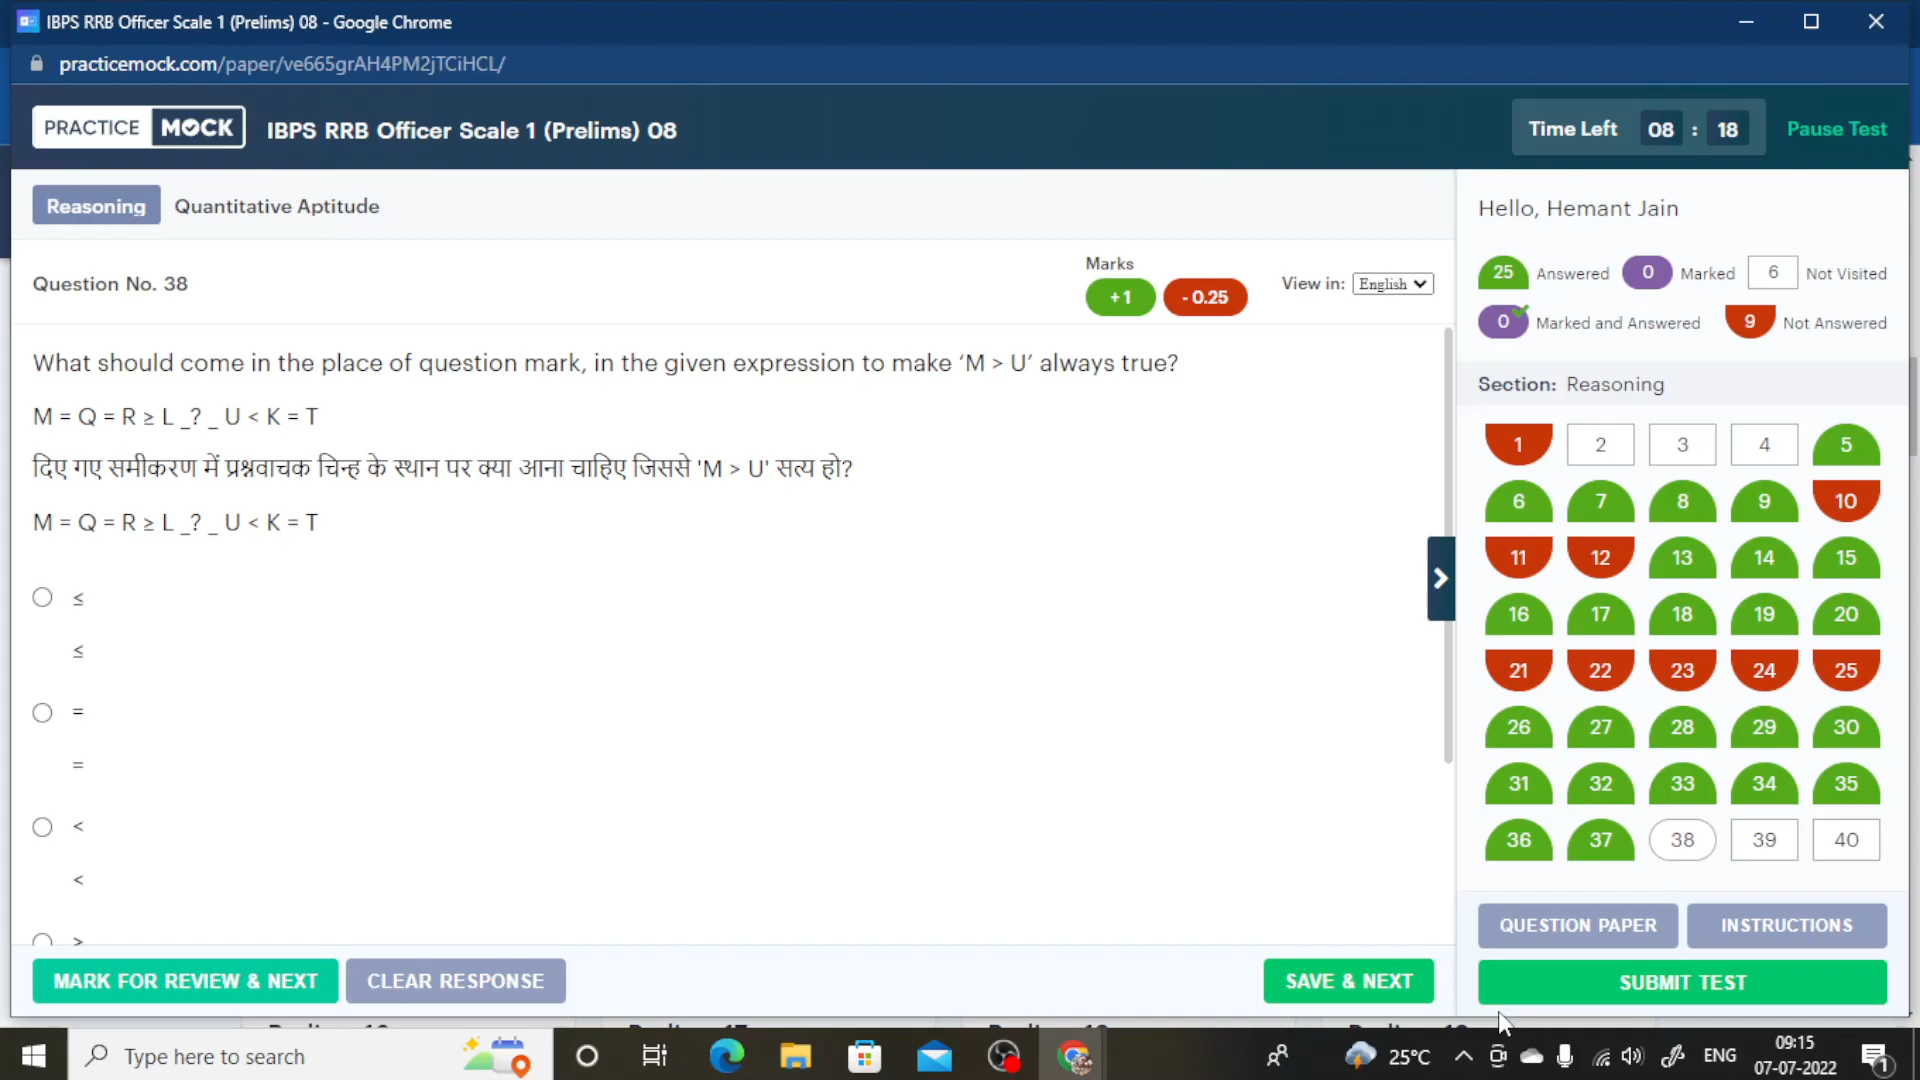 IBPS RRB Officer Scale 1 (Prelims) 08 - Google Chrome
practicemock.com/paper/ve665grAH4PM2jTCiHCL/
PRACTICE MOCK IBPS RRB Officer Scale 1 (Prelims) 08
Time Left 08 : 18 Pause Test
Reasoning Quantitative Aptitude
Hello, Hemant Jain
Question No. 38
Marks
+1 - 0.25
View in: English
25 Answered 0 Marked 6 Not Visited
0 Marked and Answered 9 Not Answered
What should come in the place of question mark, in the given expression to make ‘M > U’ always true?
M = Q = R ≥ L _? _ U < K = T
दिए गए समीकरण में प्रश्नवाचक चिन्ह के स्थान पर क्या आना चाहिए जिससे 'M > U' सत्य हो?
M = Q = R ≥ L _? _ U < K = T
≤
≤
=
=
<
<
>
Section: Reasoning
1 2 3 4 5
6 7 8 9 10
11 12 13 14 15
16 17 18 19 20
21 22 23 24 25
26 27 28 29 30
31 32 33 34 35
36 37 38 39 40
QUESTION PAPER INSTRUCTIONS
MARK FOR REVIEW & NEXT CLEAR RESPONSE SAVE & NEXT SUBMIT TEST
Type here to search
25°C ENG
09:15
07-07-2022
1